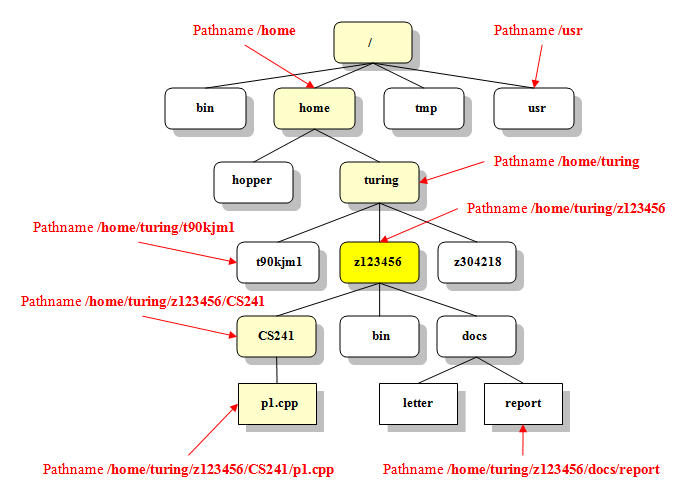 Pathname /home
/
Pathname /usr
bin
home
tmp
usr
hopper
turing
Pathname /home/turing
Pathname /home/turing/z123456
Pathname /home/turing/t90kjm1
t90kjm1
z123456
z304218
Pathname /home/turing/z123456/CS241
CS241
bin
docs
p1.cpp
letter
report
Pathname /home/turing/z123456/CS241/p1.cpp
Pathname /home/turing/z123456/docs/report